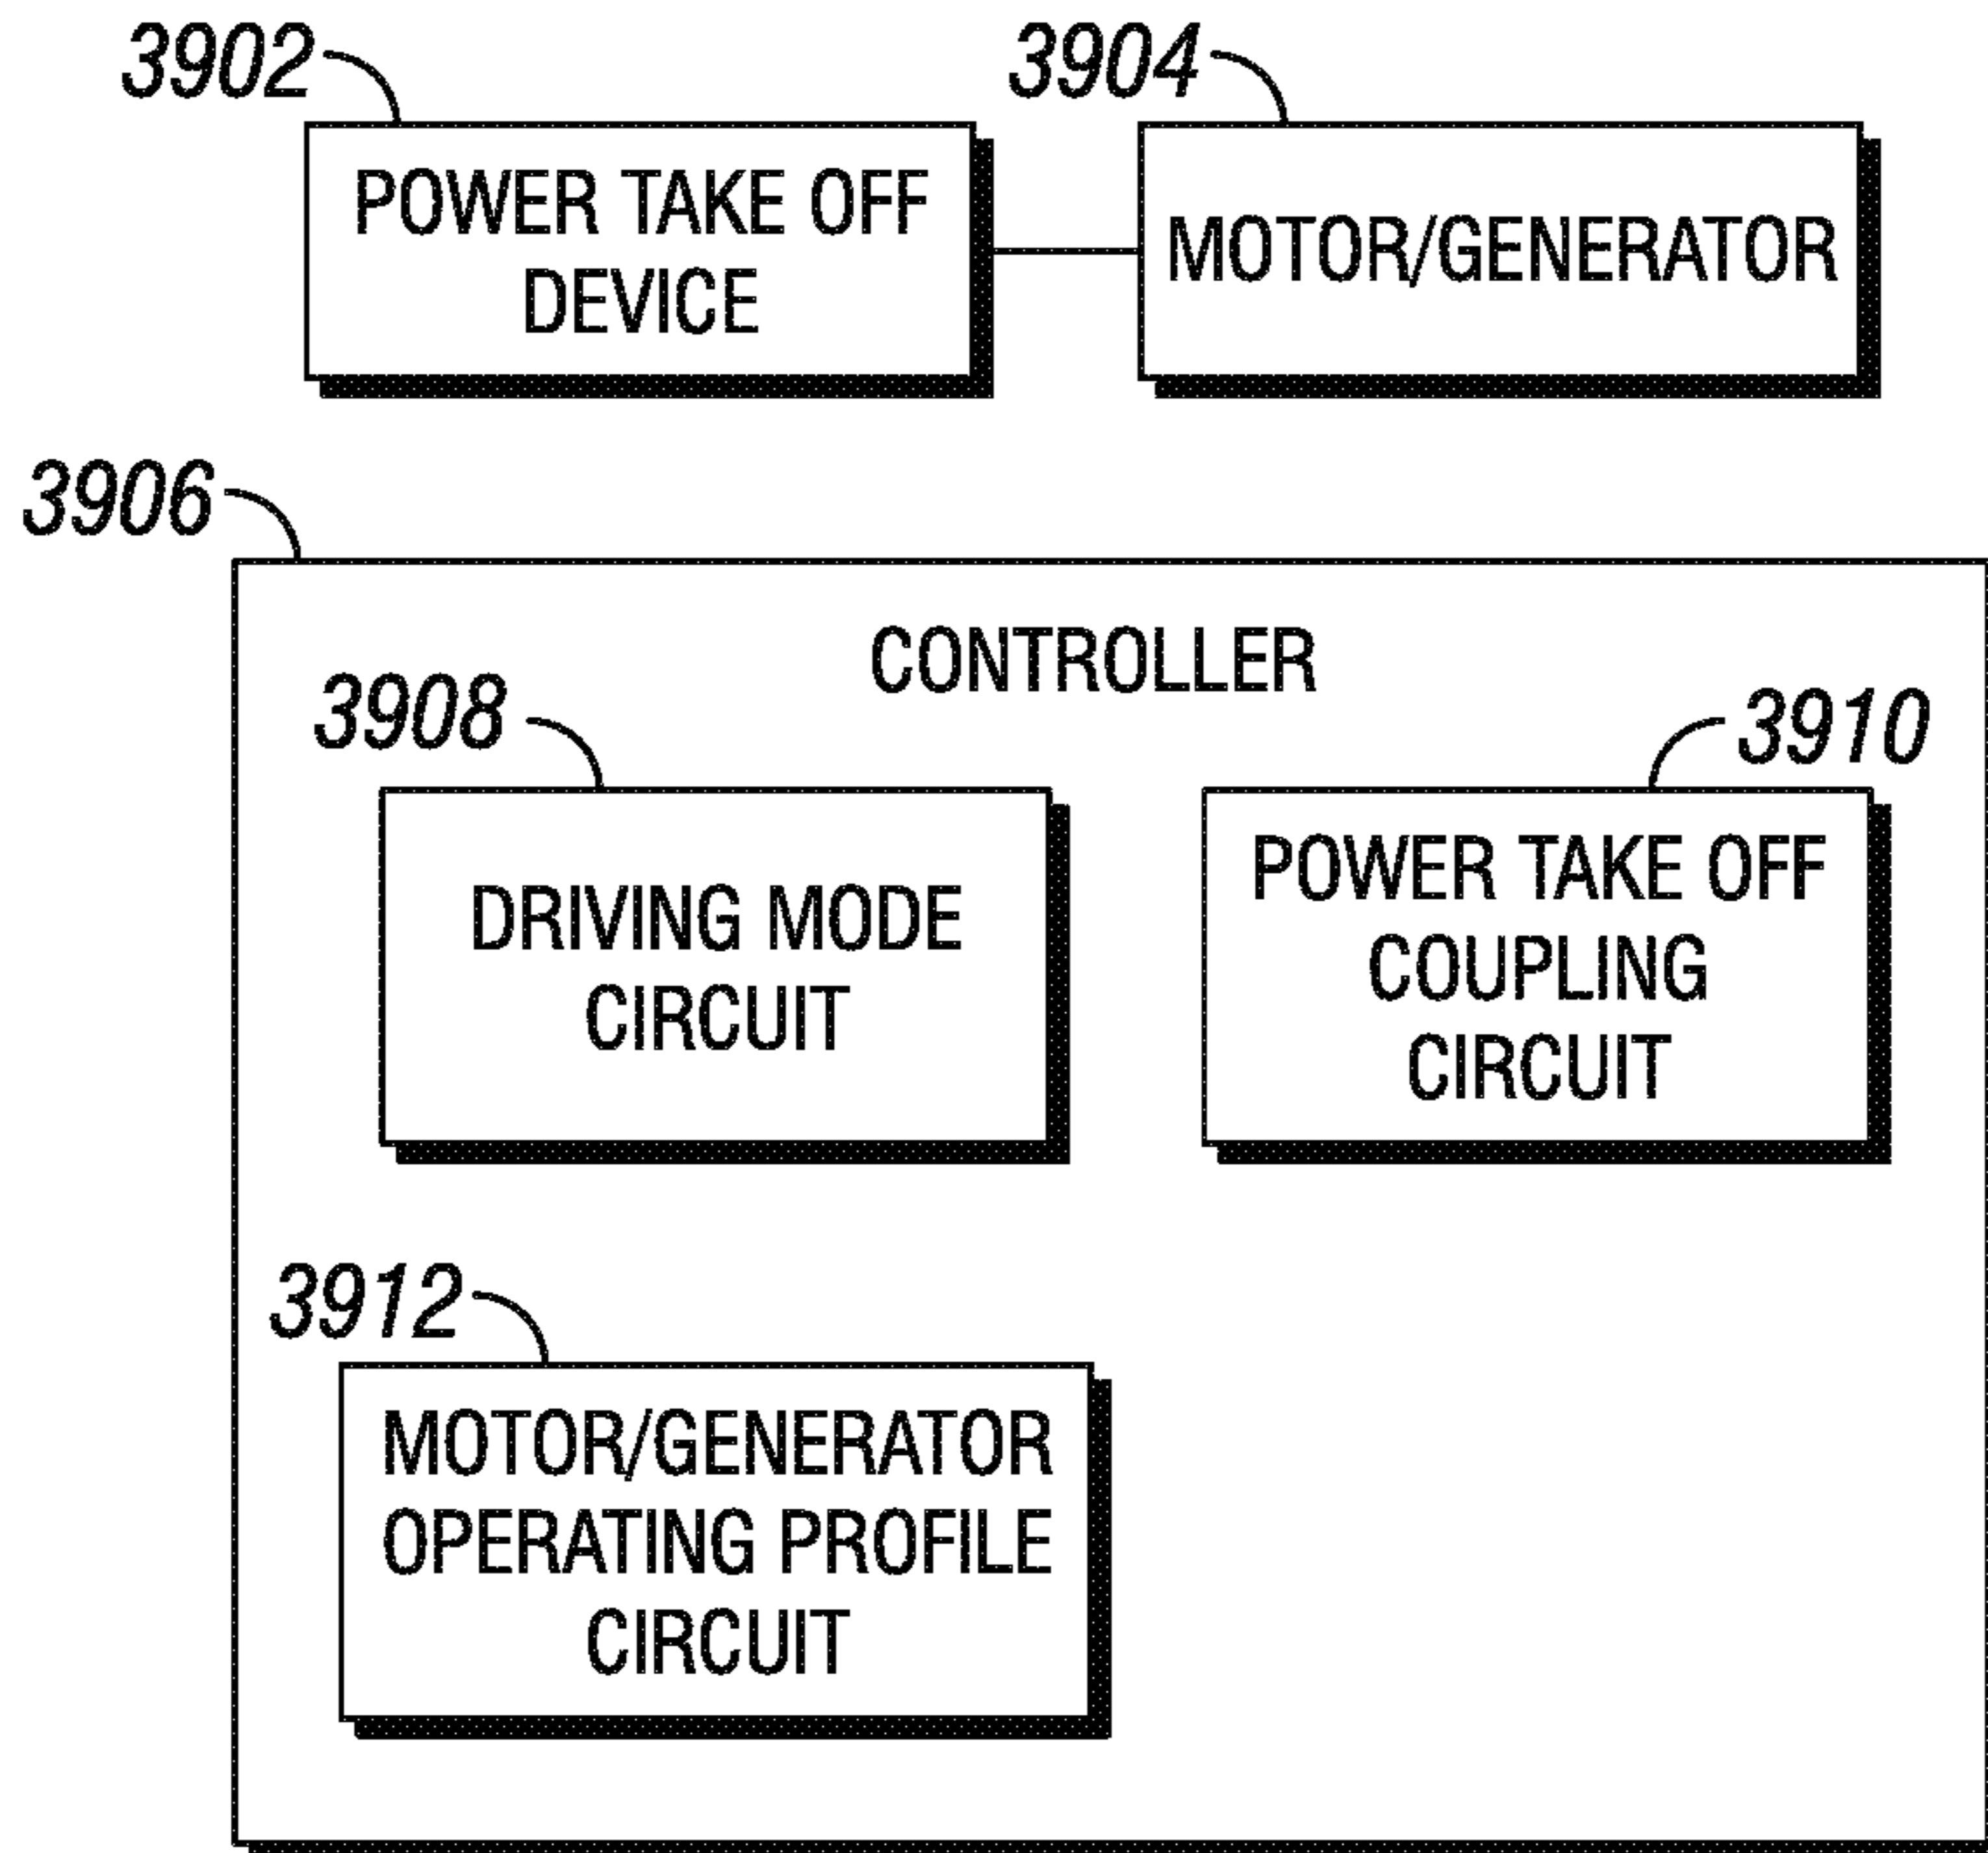 3902
3904
POWER TAKE OFF
DEVICE
MOTOR/GENERATOR
3906
CONTROLLER
3908
3910
DRIVING MODE
CIRCUIT
POWER TAKE OFF
COUPLING
CIRCUIT
3912
MOTOR/GENERATOR
OPERATING PROFILE
CIRCUIT